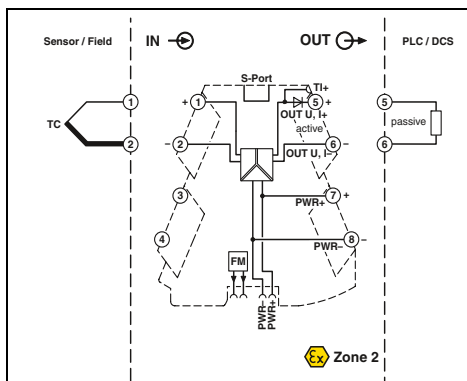 Sensor / Field
IN
OUT
PLC / DCS
S-Port
TI+
1
+ 1
5 +
5
OUT U, I+
TC
active
passive
2
- 2
OUT U, I-
6 -
6
3
7 +
PWR+
4
8 -
PWR-
FM
PWR-
PWR+
Ex Zone 2